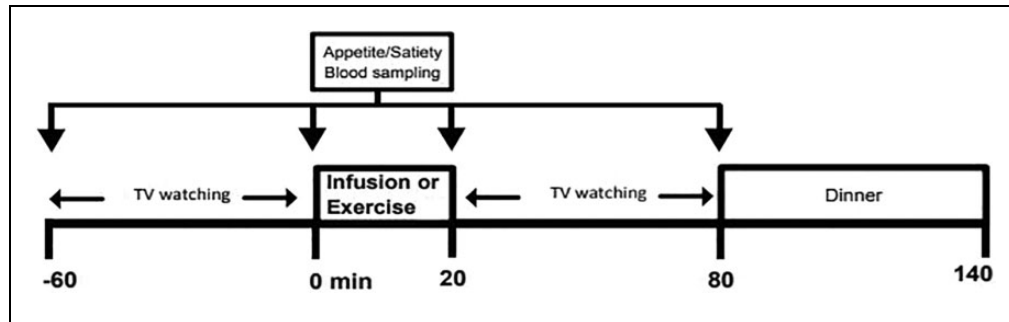 Appetite/Satiety
Blood sampling
TV watching
Infusion or
Exercise
TV watching
Dinner
-60
0 min
20
80
140